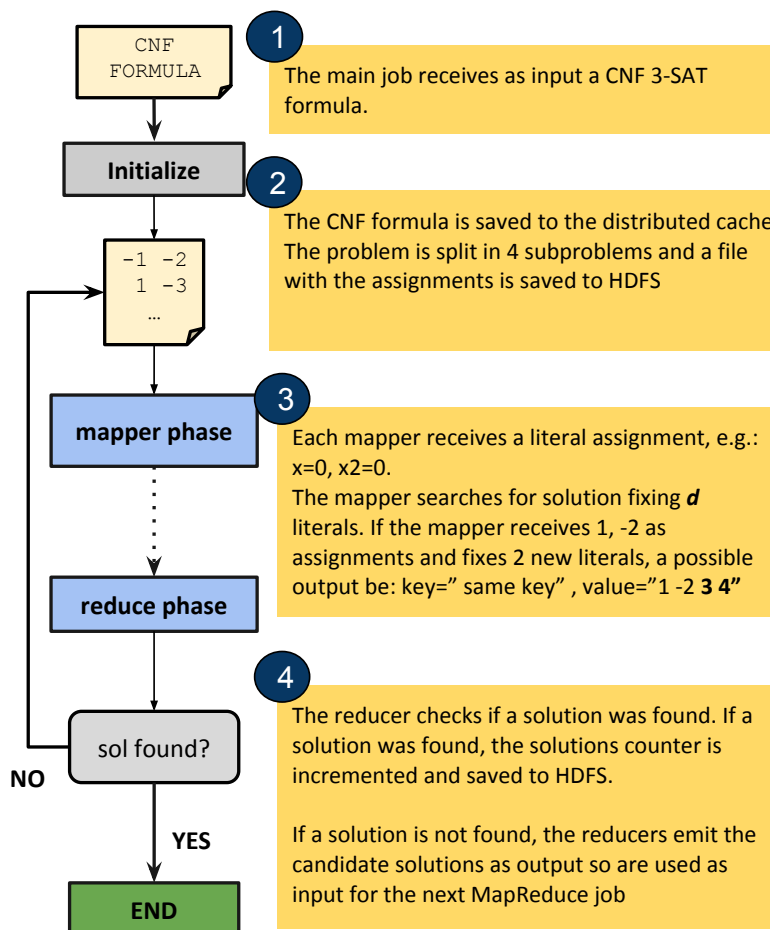 CNF
FORMULA
1
The main job receives as input a CNF 3-SAT
formula.
Initialize
2
The CNF formula is saved to the distributed cache
The problem is split in 4 subproblems and a file
with the assignments is saved to HDFS
-1 -2
1 -3
…
3
mapper phase
Each mapper receives a literal assignment, e.g.:
x=0, x2=0.
The mapper searches for solution fixing d
literals. If the mapper receives 1, -2 as
assignments and fixes 2 new literals, a possible
output be: key=” same key” , value=”1 -2 3 4”
reduce phase
4
The reducer checks if a solution was found. If a
solution was found, the solutions counter is
incremented and saved to HDFS.
If a solution is not found, the reducers emit the
candidate solutions as output so are used as
input for the next MapReduce job
sol found?
NO
YES
END